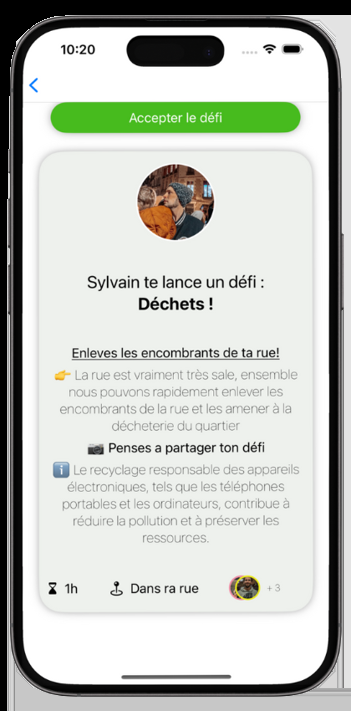 10:20
Accepter le défi
Sylvain te lance un défi :
Déchets !
Enleves les encombrants de ta rue!
👉 La rue est vraiment très sale, ensemble
nous pouvons rapidement enlever les
encombrants de la rue et les amener à la
décheterie du quartier
📷 Penses a partager ton défi
ℹ️ Le recyclage responsable des appareils
électroniques, tels que les téléphones
portables et les ordinateurs, contribue à
réduire la pollution et à préserver les
ressources.
1h Dans ra rue + 3